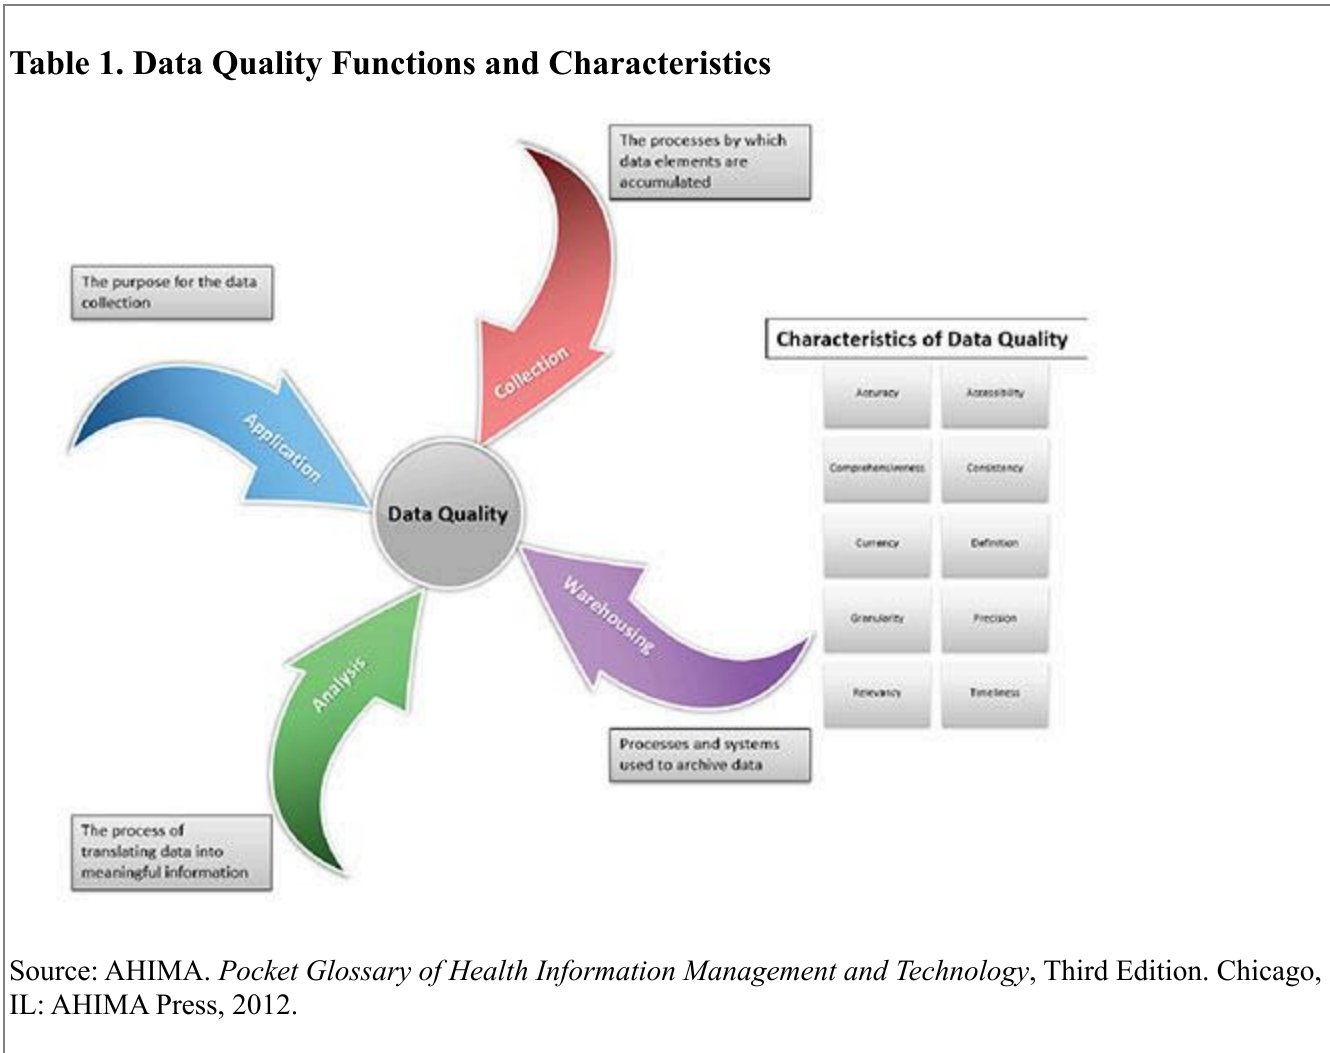 Table 1. Data Quality Functions and Characteristics
The processes by which
data elements are
accumulated
The purpose for the data
collection
Collection
Application
Data Quality
Warehousing
Analysis
Processes and systems
used to archive data
The process of
translating data into
meaningful information
Characteristics of Data Quality
Accuracy
Accessibility
Comprehensiveness
Consistency
Currency
Definition
Granularity
Precision
Relevancy
Timeliness
Source: AHIMA. Pocket Glossary of Health Information Management and Technology, Third Edition. Chicago,
IL: AHIMA Press, 2012.